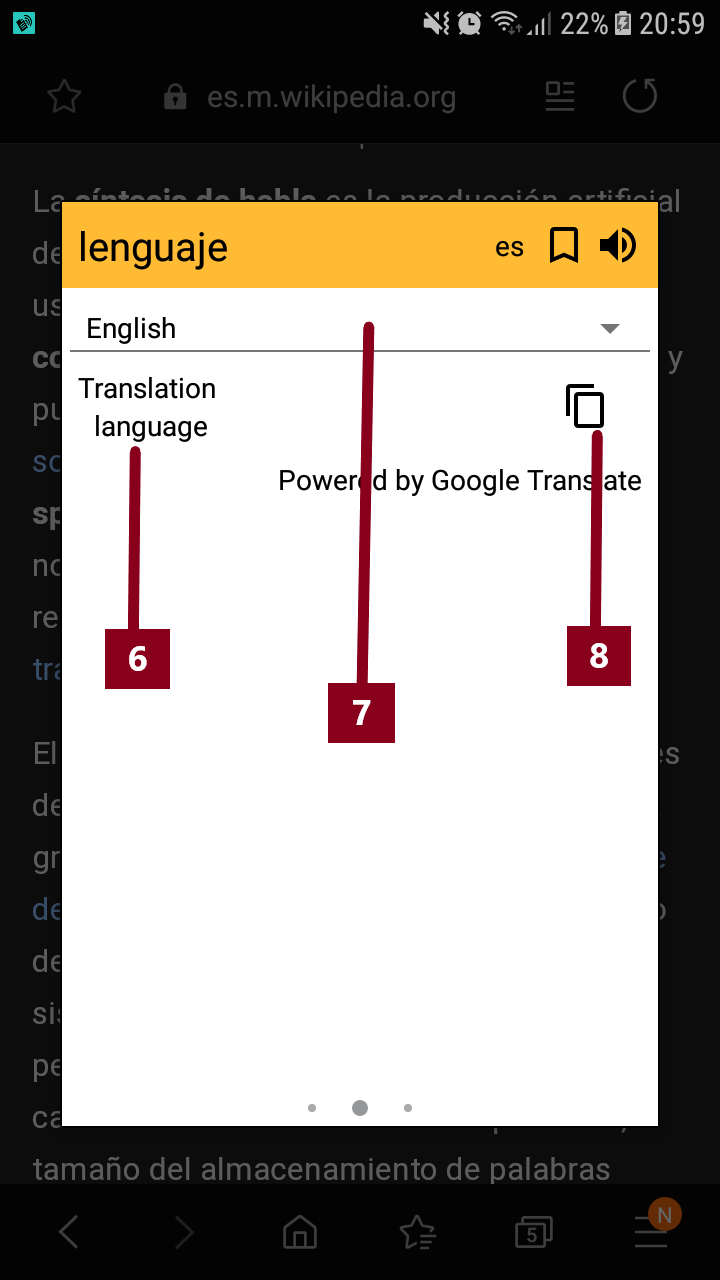 22% 20:59
es.m.wikipedia.org
La síntesis de habla es la producción artificial
lenguaje es
English
Translation
language
Powered by Google Translate
6
8
7
y
El
tamaño del almacenamiento de palabras
5
N